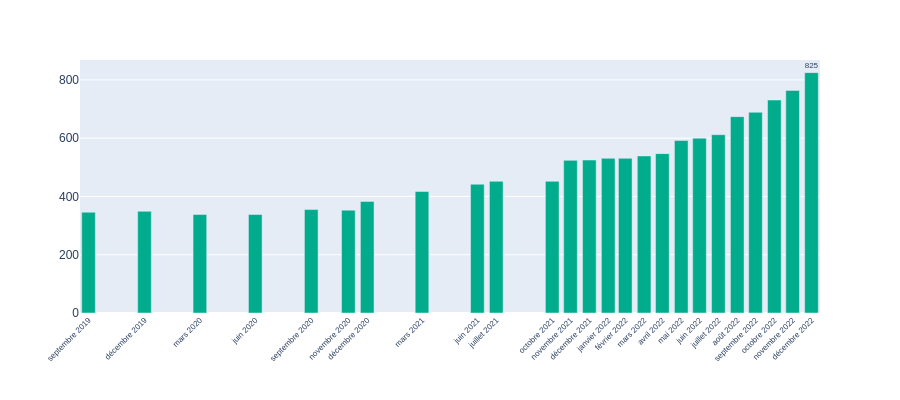 825
800
600
400
200
0
septembre 2019
décembre 2019
mars 2020
juin 2020
septembre 2020
novembre 2020
décembre 2020
mars 2021
juin 2021
juillet 2021
octobre 2021
novembre 2021
décembre 2021
janvier 2022
février 2022
mars 2022
avril 2022
mai 2022
juin 2022
juillet 2022
août 2022
septembre 2022
octobre 2022
novembre 2022
décembre 2022